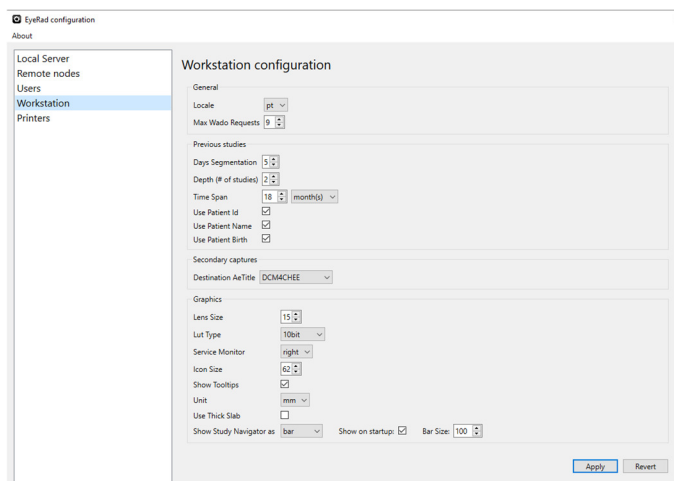 EyeRad configuration
About
Local Server
Remote nodes
Users
Workstation
Printers
Workstation configuration
General
Locale pt
Max Wado Requests 9
Previous studies
Days Segmentation 5
Depth (# of studies) 2
Time Span 18 month(s)
Use Patient Id
Use Patient Name
Use Patient Birth
Secondary captures
Destination AeTitle DCM4CHEE
Graphics
Lens Size 15
Lut Type 10bit
Service Monitor right
Icon Size 62
Show Tooltips
Unit mm
Use Thick Slab
Show Study Navigator as bar Show on startup: Bar Size: 100
Apply Revert